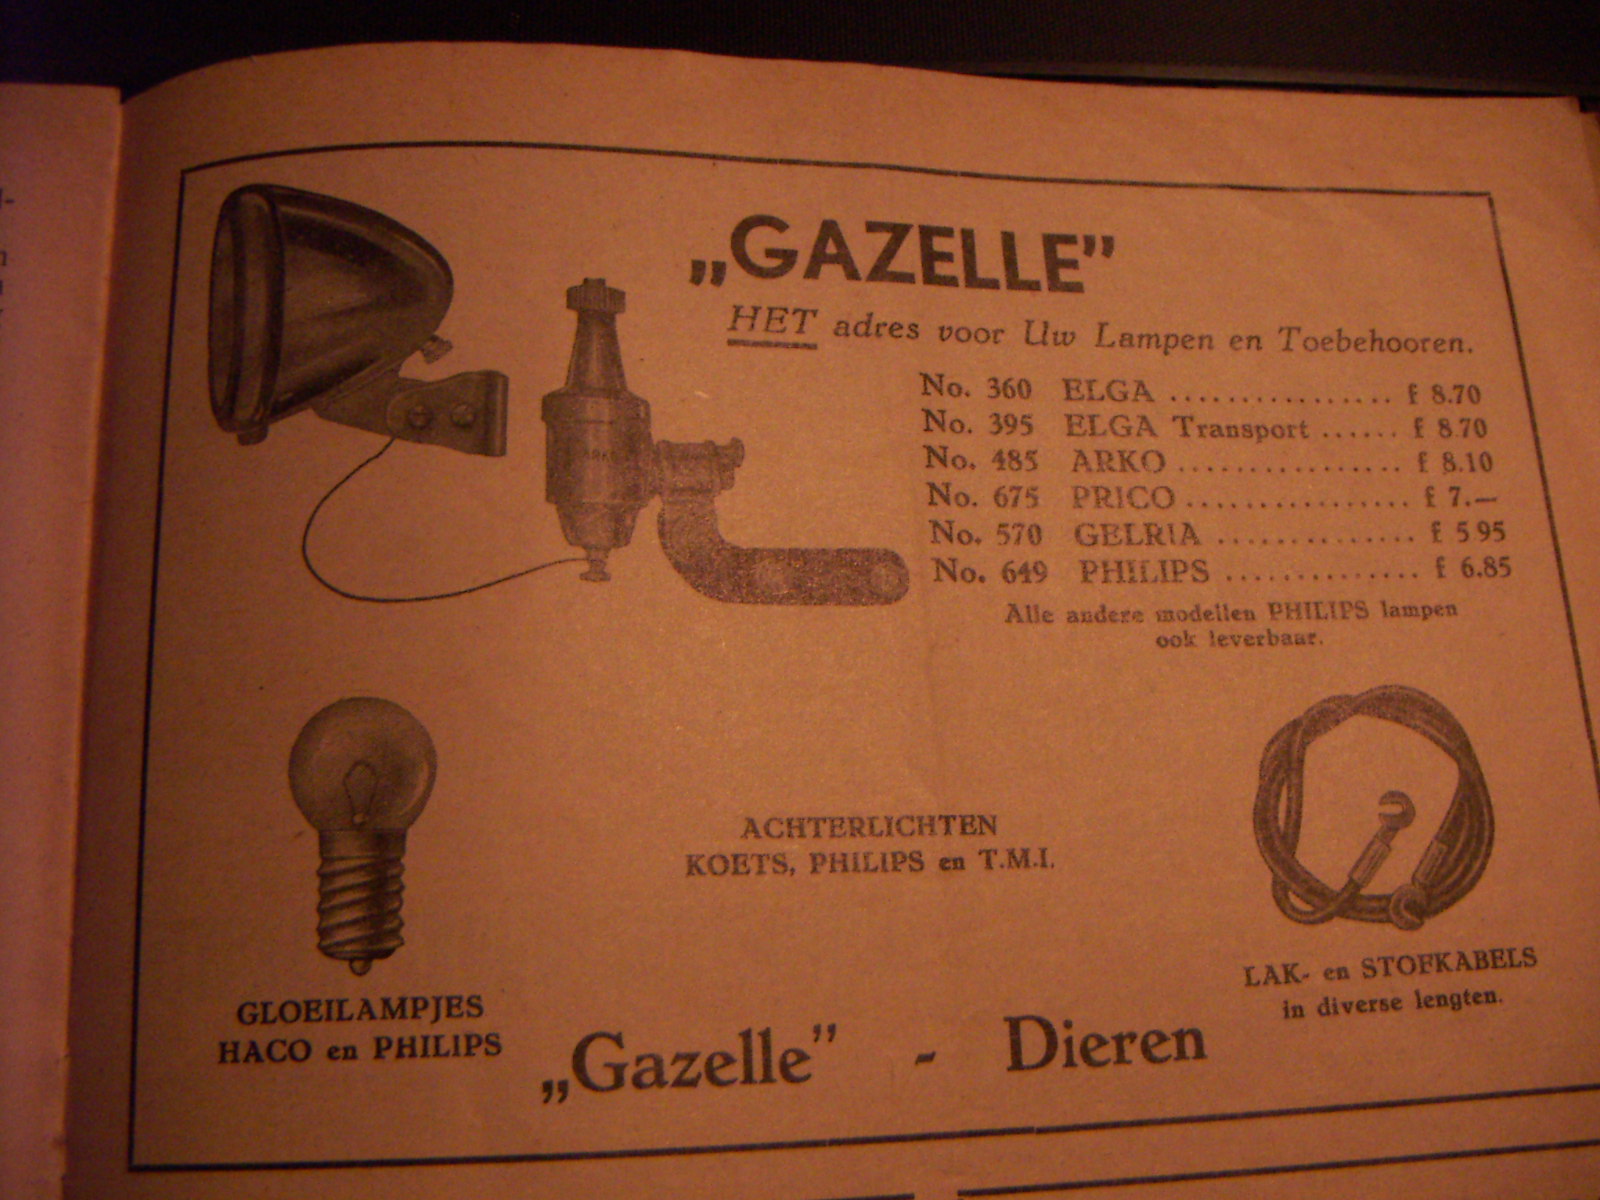 „GAZELLE”
HET adres voor Uw Lampen en Toebehooren.
No. 360 ELGA ................ f 8.70
No. 395 ELGA Transport ...... f 8.70
No. 485 ARKO ................ f 8.10
No. 675 PRICO ................ f 7.—
No. 570 GELRIA .............. f 5 95
No. 649 PHILIPS .............. f 6.85
Alle andere modellen PHILIPS lampen
ook leverbaar.
ARKO
ACHTERLICHTEN
KOETS, PHILIPS en T.M.I.
GLOEILAMPJES
HACO en PHILIPS
LAK- en STOFKABELS
in diverse lengten.
„Gazelle” - Dieren